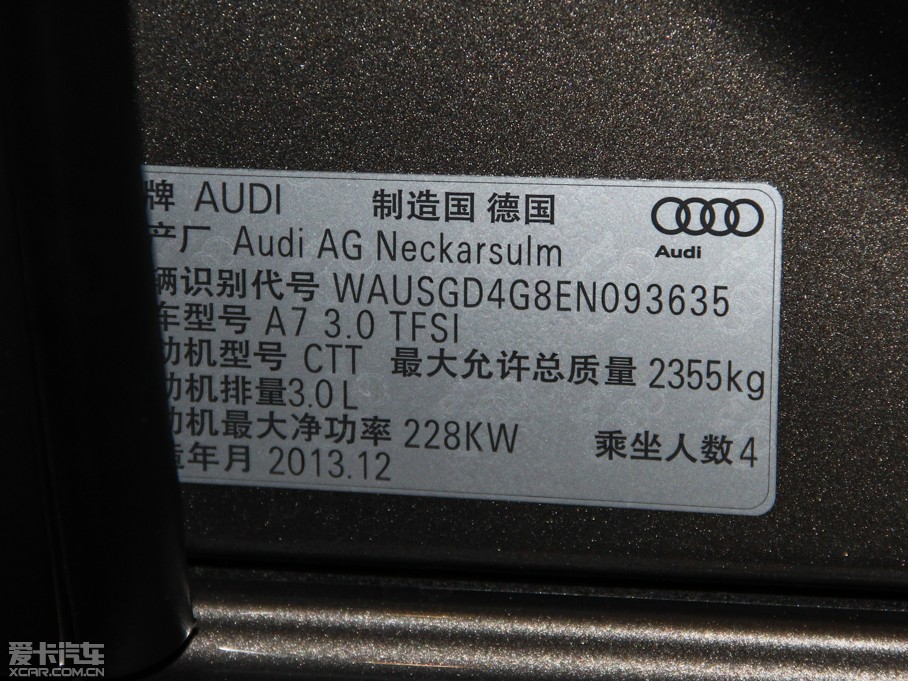 牌 AUDI 制造国 德国
产厂 Audi AG Neckarsulm
Audi
辆识别代号 WAUSGD4G8EN093635
车型号 A7 3.0 TFSI
动机型号 CTT 最大允许总质量 2355kg
动机排量3.0L
动机最大净功率 228KW 乘坐人数4
造年月 2013.12
爱卡汽车
XCAR.COM.CN